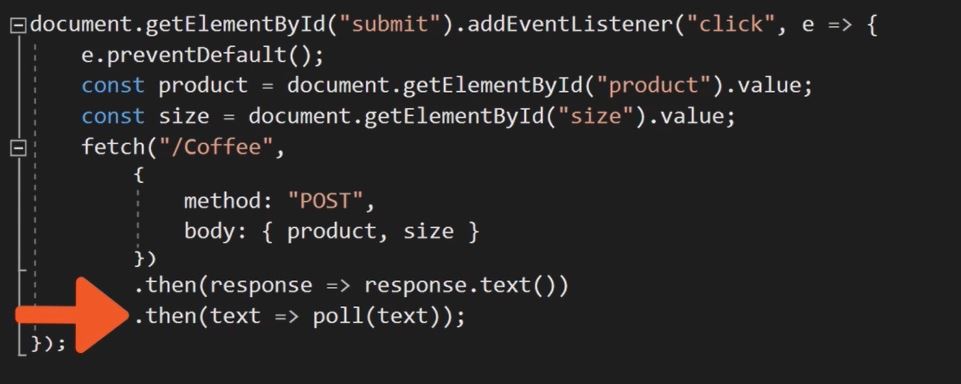 document.getElementById("submit").addEventListener("click", e => {
e.preventDefault();
const product = document.getElementById("product").value;
const size = document.getElementById("size").value;
fetch("/Coffee",
{
method: "POST",
body: { product, size }
})
.then(response => response.text())
.then(text => poll(text));
});